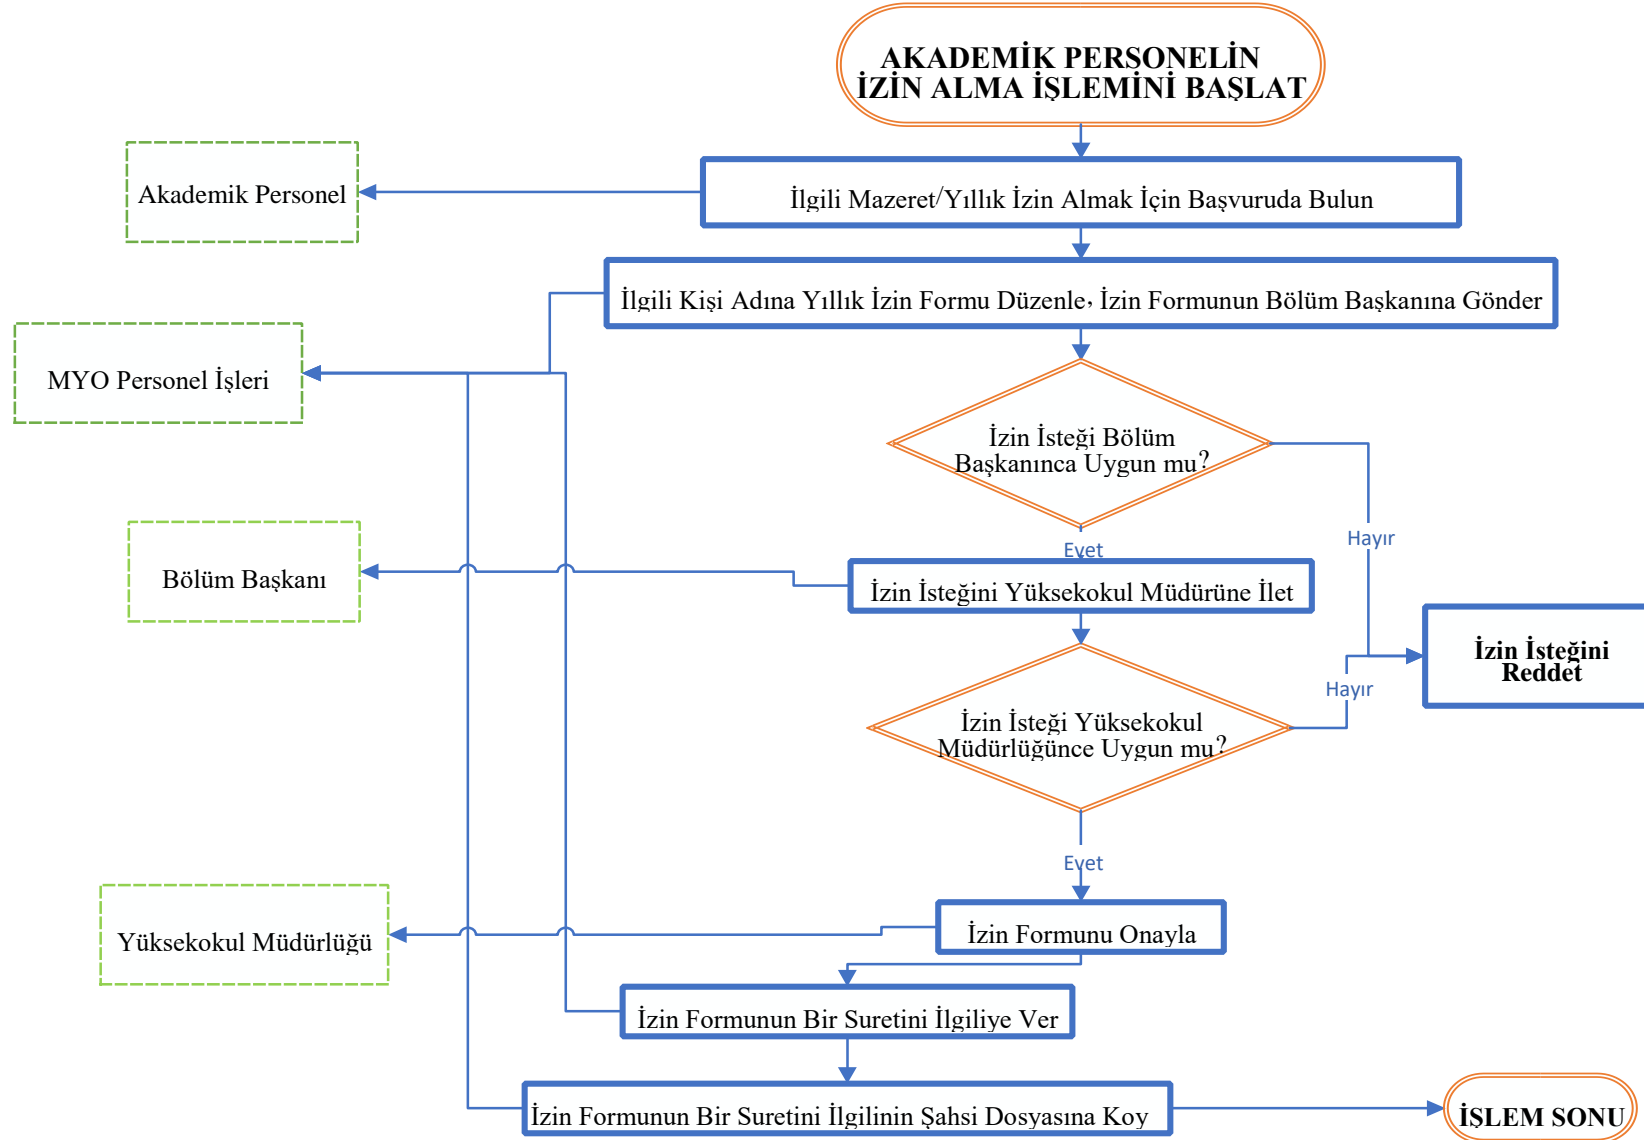 AKADEMİK PERSONELİN
İZİN ALMA İŞLEMİNİ BAŞLAT
Akademik Personel
İlgili Mazeret/Yıllık İzin Almak İçin Başvuruda Bulun
İlgili Kişi Adına Yıllık İzin Formu Düzenle, İzin Formunun Bölüm Başkanına Gönder
MYO Personel İşleri
İzin İsteği Bölüm
Başkanınca Uygun mu?
Hayır
Evet
Bölüm Başkanı
İzin İsteğini Yüksekokul Müdürüne İlet
İzin İsteğini
Reddet
Hayır
İzin İsteği Yüksekokul
Müdürlüğünce Uygun mu?
Evet
Yüksekokul Müdürlüğü
İzin Formunu Onayla
İzin Formunun Bir Suretini İlgiliye Ver
İzin Formunun Bir Suretini İlgilinin Şahsi Dosyasına Koy
İŞLEM SONU